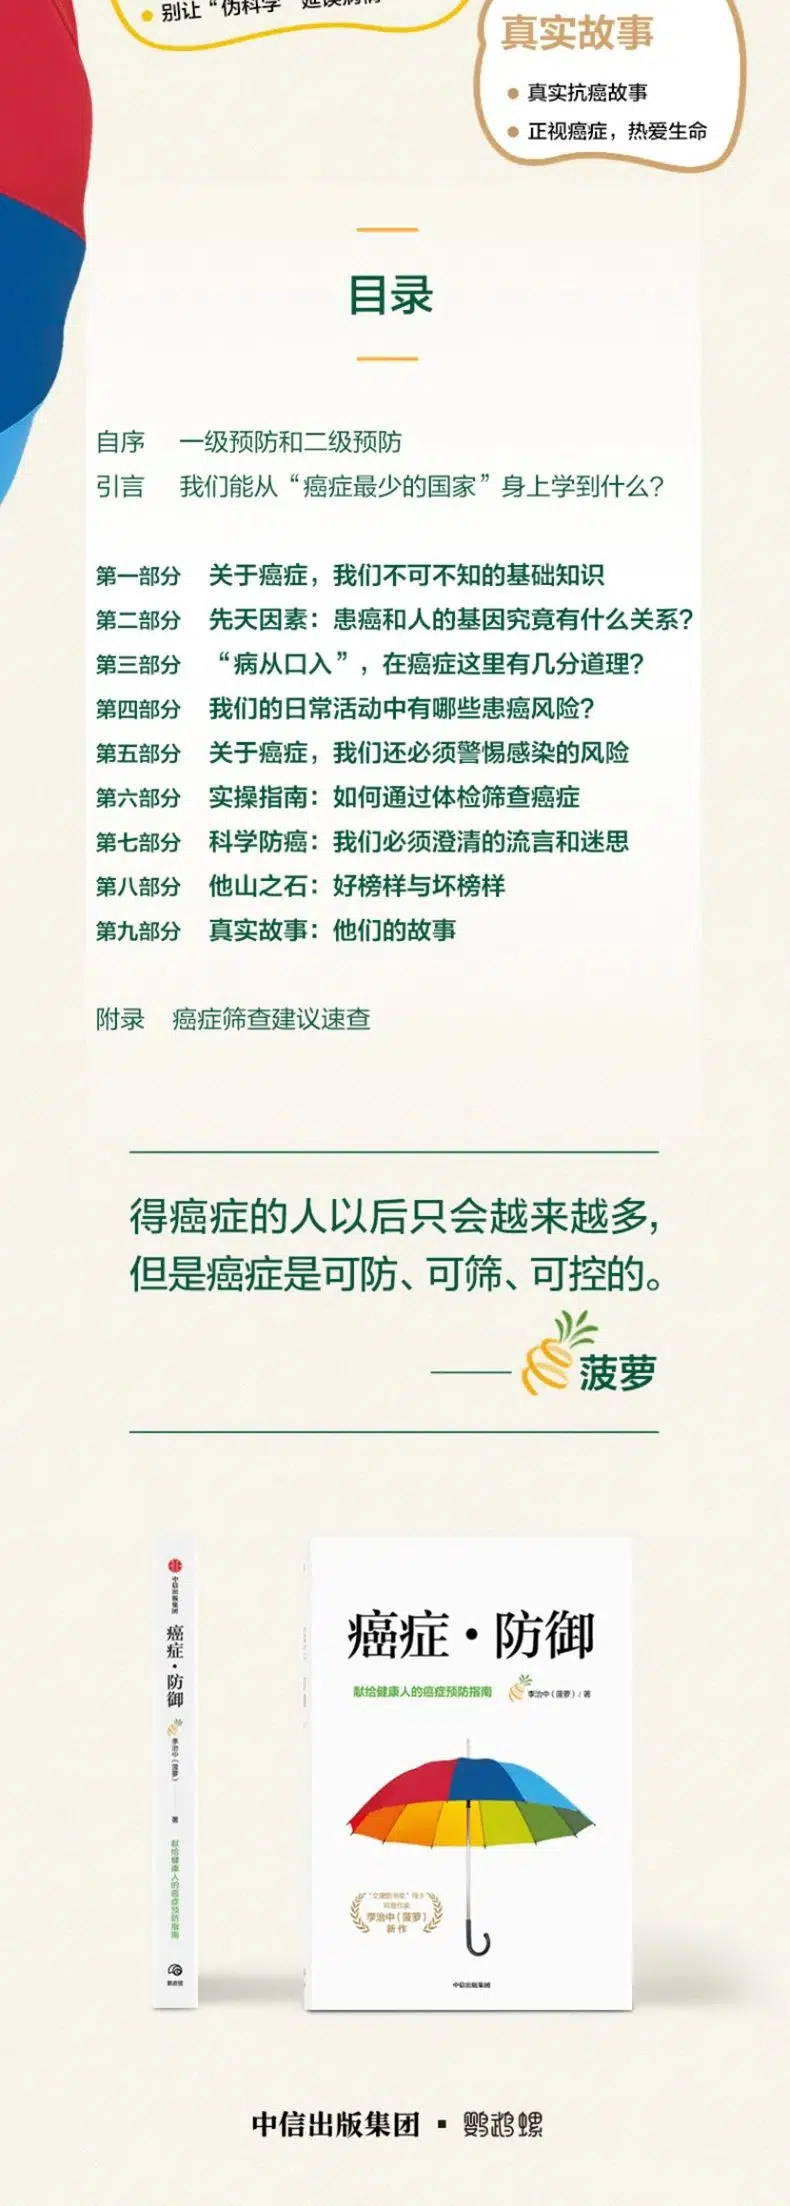 别让“伪科学”延误病情
真实故事
真实抗癌故事
正视癌症，热爱生命
目录
自序 一级预防和二级预防
引言 我们能从“癌症最少的国家”身上学到什么？
第一部分 关于癌症，我们不可不知的基础知识
第二部分 先天因素：患癌和人的基因究竟有什么关系？
第三部分 “病从口入”，在癌症这里有几分道理？
第四部分 我们的日常活动中有哪些患癌风险？
第五部分 关于癌症，我们还必须警惕感染的风险
第六部分 实操指南：如何通过体检筛查癌症
第七部分 科学防癌：我们必须澄清的流言和迷思
第八部分 他山之石：好榜样与坏榜样
第九部分 真实故事：他们的故事
附录 癌症筛查建议速查
得癌症的人以后只会越来越多，
但是癌症是可防、可筛、可控的。
——菠萝
中信出版集团
癌症·防御
李治中（菠萝）
著
献给健康人的癌症预防指南
鹦鹉螺
癌症·防御
献给健康人的癌症预防指南 李治中（菠萝）/ 著
“文津图书奖”得主
科普作家
李治中（菠萝）
新作
中信出版集团
中信出版集团 ▪ 鹦鹉螺